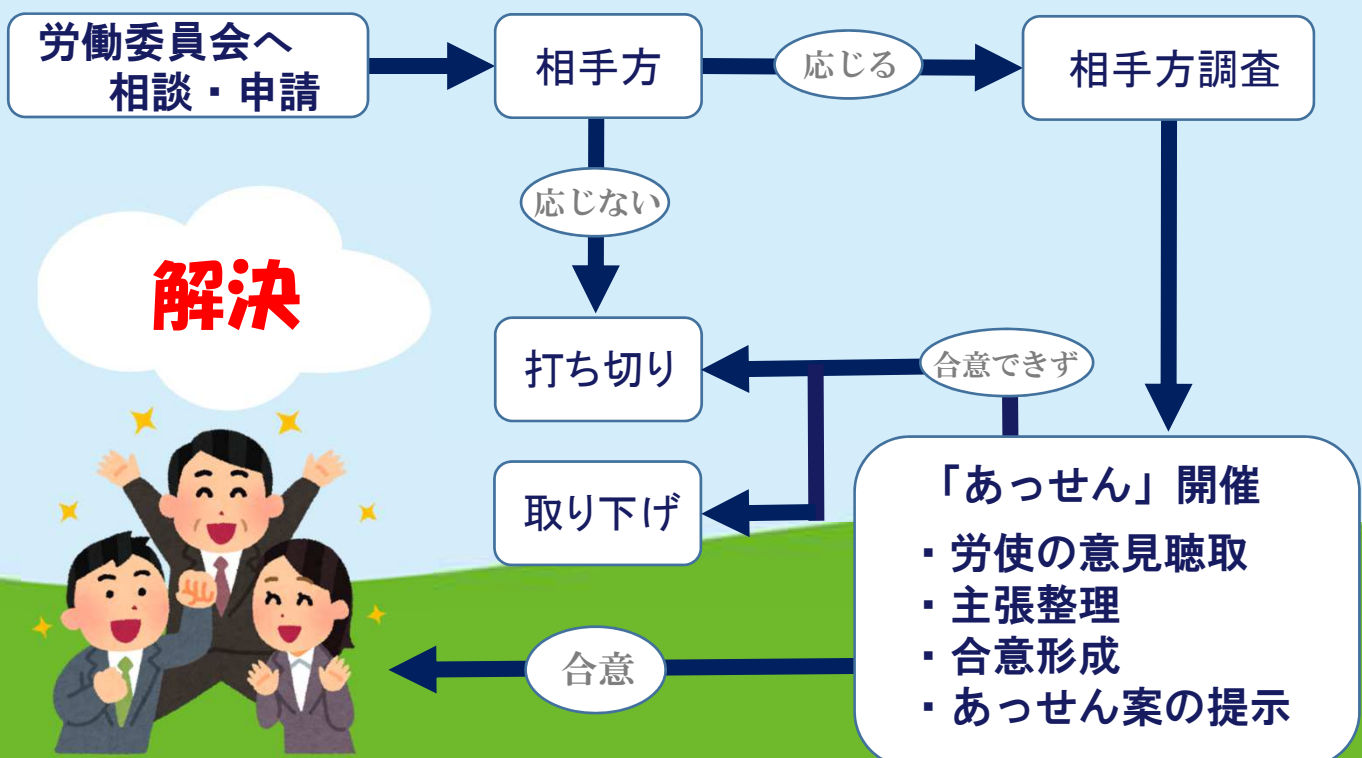 労働委員会へ
相談・申請
相手方
応じる
相手方調査
応じない
解決
打ち切り
合意できず
取り下げ
「あっせん」開催
・労使の意見聴取
・主張整理
・合意形成
・あっせん案の提示
合意